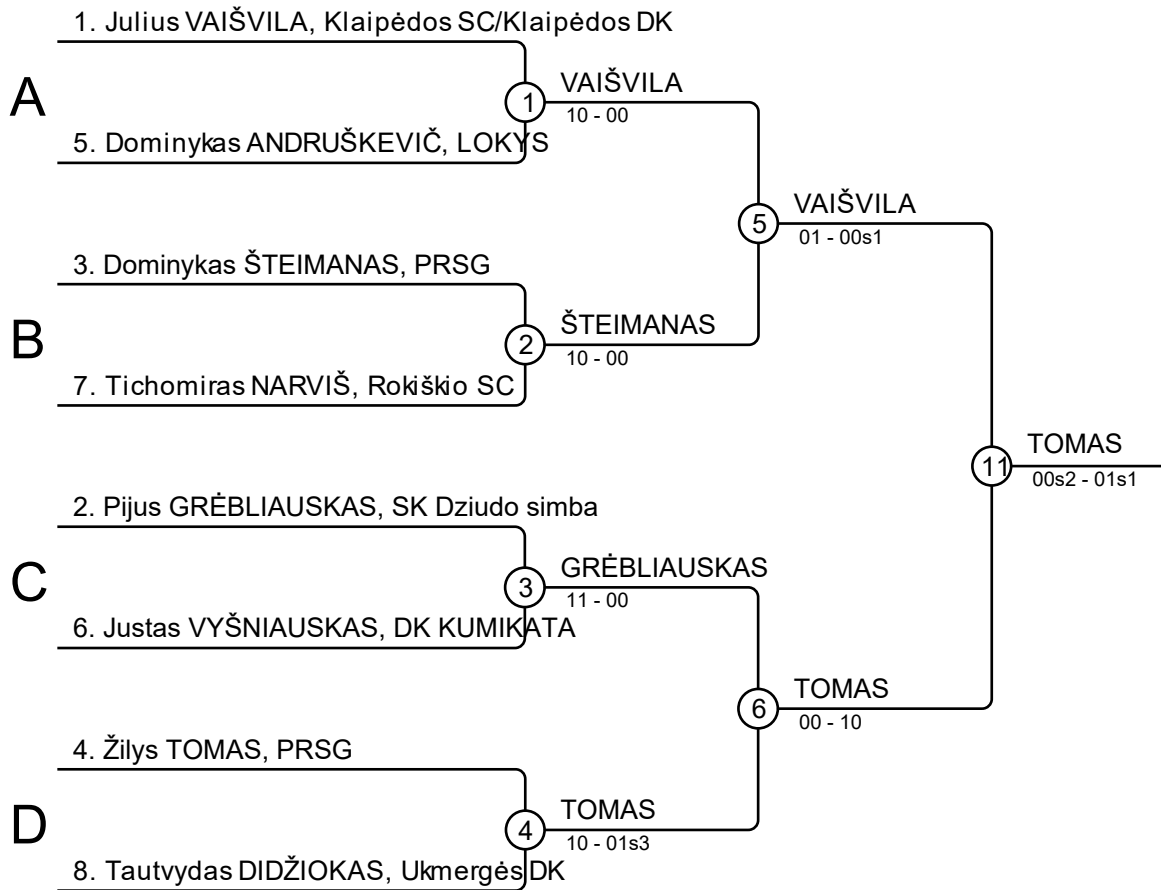 1. Julius VAIŠVILA, Klaipėdos SC/Klaipėdos DK
A
1
VAIŠVILA
10 - 00
5. Dominykas ANDRUŠKEVIČ, LOKYS
5
VAIŠVILA
01 - 00s1
3. Dominykas ŠTEIMANAS, PRSG
B
2
ŠTEIMANAS
10 - 00
7. Tichomiras NARVIŠ, Rokiškio SC
11
TOMAS
00s2 - 01s1
2. Pijus GRĖBLIAUSKAS, SK Dziudo simba
C
3
GRĖBLIAUSKAS
11 - 00
6. Justas VYŠNIAUSKAS, DK KUMIKATA
6
TOMAS
00 - 10
4. Žilys TOMAS, PRSG
D
4
TOMAS
10 - 01s3
8. Tautvydas DIDŽIOKAS, Ukmergės DK